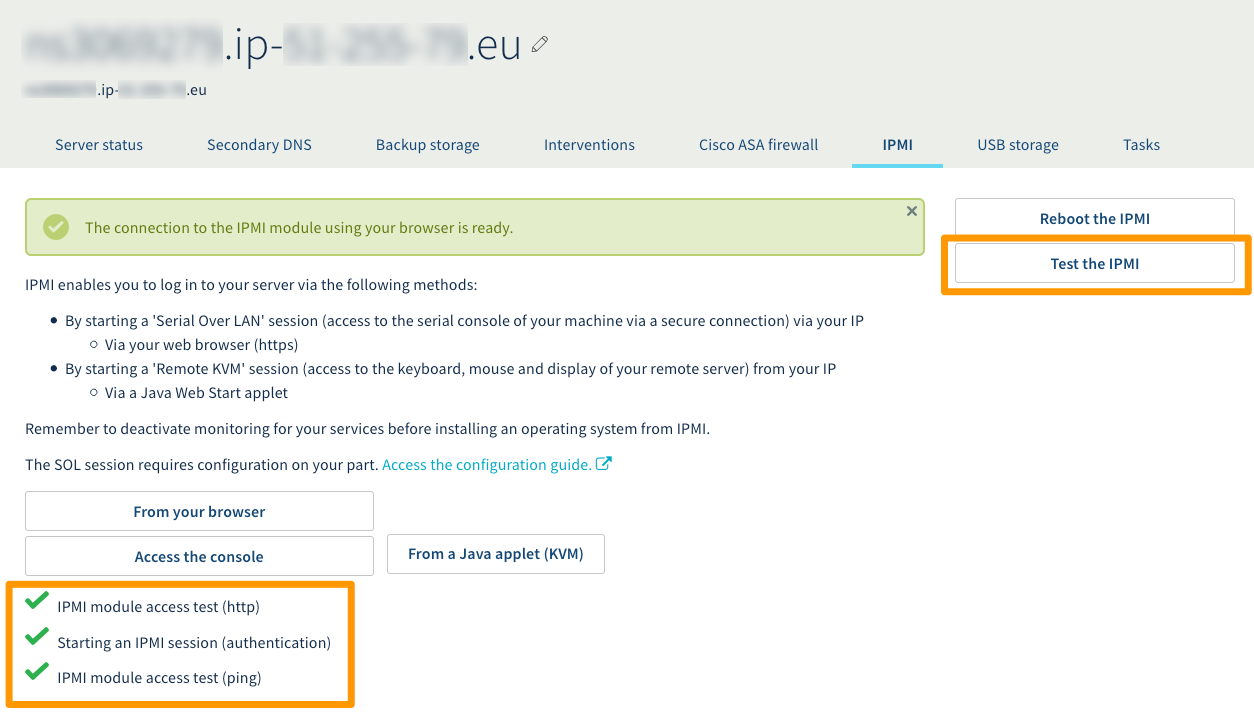 .ip- .eu
.ip- .eu
Server status Secondary DNS Backup storage Interventions Cisco ASA firewall IPMI USB storage Tasks
The connection to the IPMI module using your browser is ready.
Reboot the IPMI
Test the IPMI
IPMI enables you to log in to your server via the following methods:
By starting a 'Serial Over LAN' session (access to the serial console of your machine via a secure connection) via your IP
Via your web browser (https)
By starting a 'Remote KVM' session (access to the keyboard, mouse and display of your remote server) from your IP
Via a Java Web Start applet
Remember to deactivate monitoring for your services before installing an operating system from IPMI.
The SOL session requires configuration on your part. Access the configuration guide.
From your browser
Access the console
From a Java applet (KVM)
IPMI module access test (http)
Starting an IPMI session (authentication)
IPMI module access test (ping)